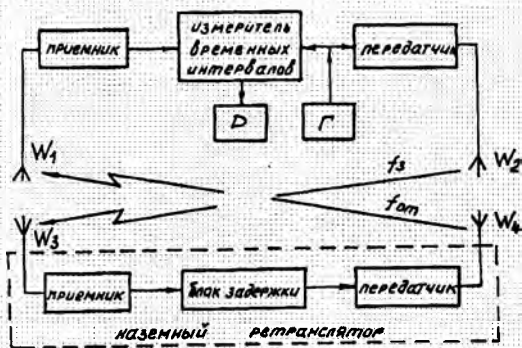 приемник
измеритель
временных
интервалов
передатчик
D
Г
W1
W2
fз
fот
W3
W4
приемник
блок задержки
передатчик
наземный ретранслятор